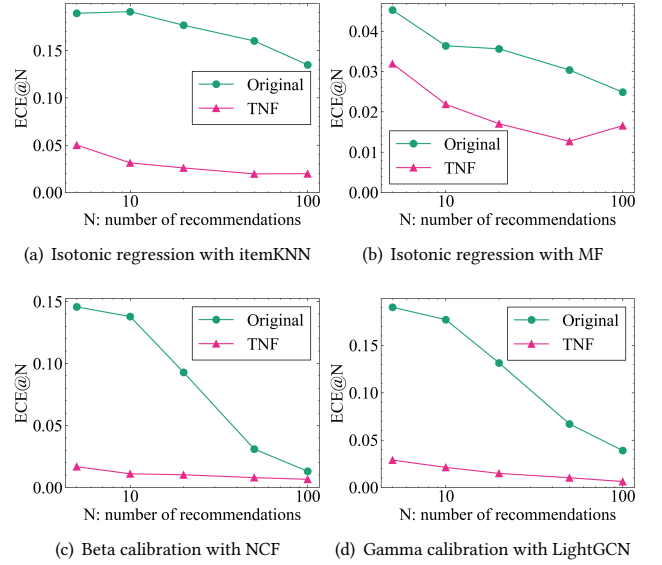 ECE@N
0.15
0.10
0.05
0.00
Original
TNF
10
100
N: number of recommendations
(a) Isotonic regression with itemKNN
ECE@N
0.04
0.03
0.02
0.01
0.00
Original
TNF
10
100
N: number of recommendations
(b) Isotonic regression with MF
ECE@N
0.15
0.10
0.05
0.00
Original
TNF
10
100
N: number of recommendations
(c) Beta calibration with NCF
ECE@N
0.15
0.10
0.05
0.00
Original
TNF
10
100
N: number of recommendations
(d) Gamma calibration with LightGCN